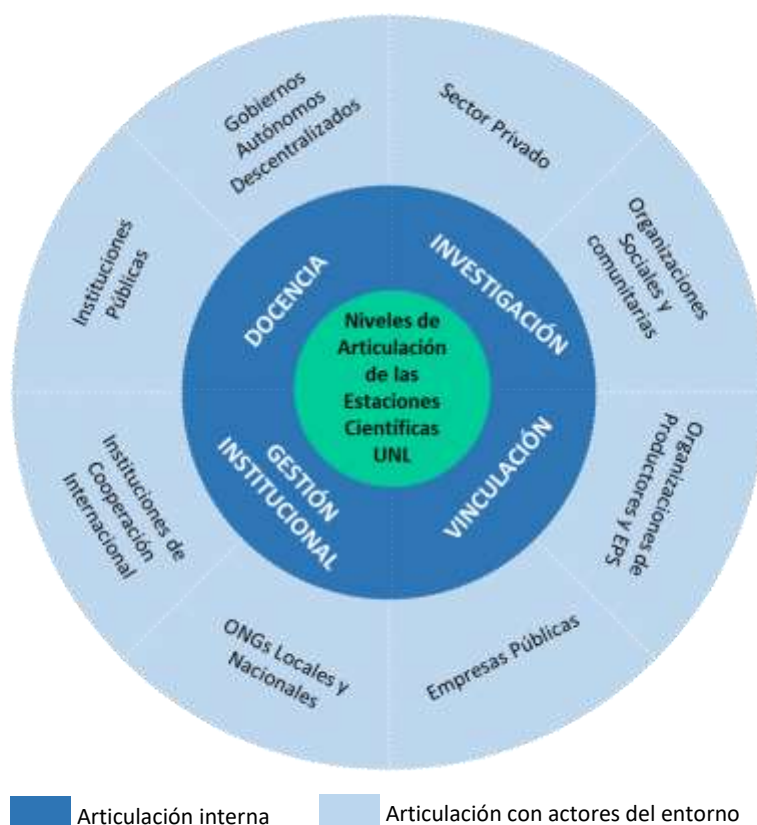 Gobiernos
Autónomos
Descentralizados
Sector Privado
Instituciones
Públicas
Organizaciones
Sociales y
comunitarias
DOCENCIA
INVESTIGACIÓN
Niveles de
Articulación
de las
Estaciones
Científicas
UNL
GESTIÓN
INSTITUCIONAL
VINCULACIÓN
Instituciones de
Cooperación
Internacional
Organizaciones de
Productores y EPS
ONGs Locales y
Nacionales
Empresas Públicas
Articulación interna
Articulación con actores del entorno